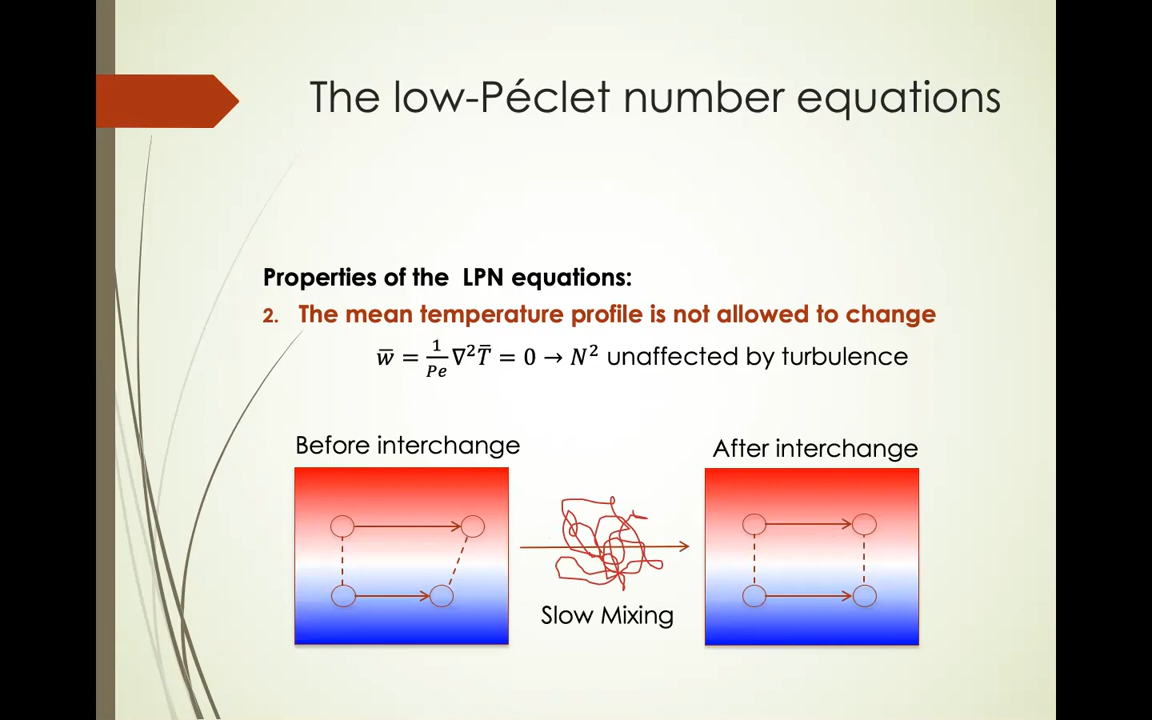 The low-Péclet number equations
Properties of the LPN equations:
2. The mean temperature profile is not allowed to change
w̄ = 1/Pe ∇²T̄ = 0 → N² unaffected by turbulence
Before interchange
After interchange
Slow Mixing